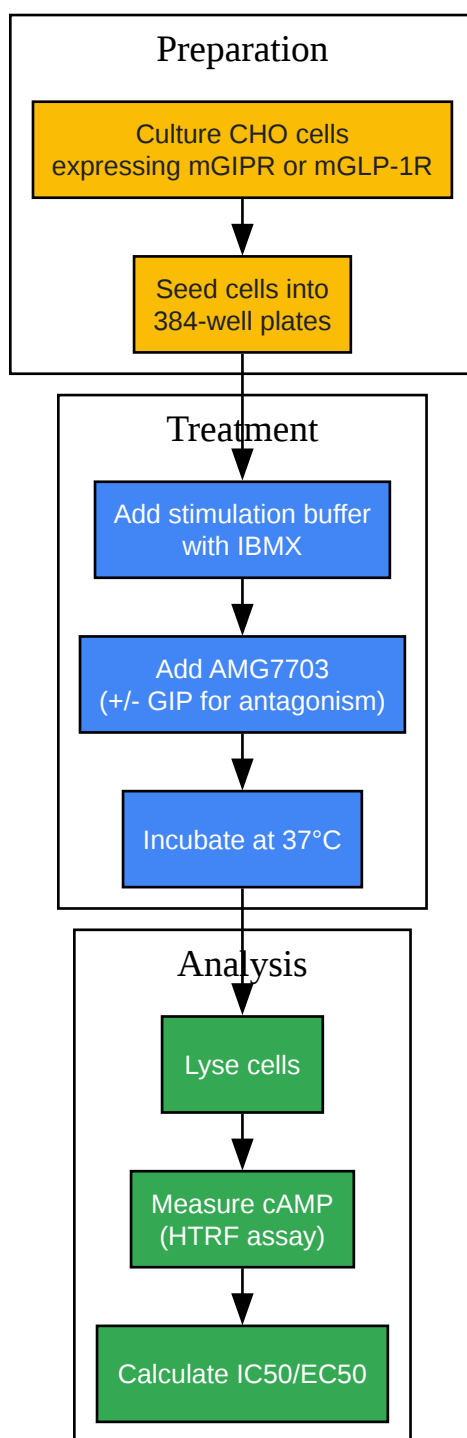 Preparation
Culture CHO cells
expressing mGIPR or mGLP-1R
Seed cells into
384-well plates
Treatment
Add stimulation buffer
with IBMX
Add AMG7703
(+/- GIP for antagonism)
Incubate at 37°C
Analysis
Lyse cells
Measure cAMP
(HTRF assay)
Calculate IC50/EC50